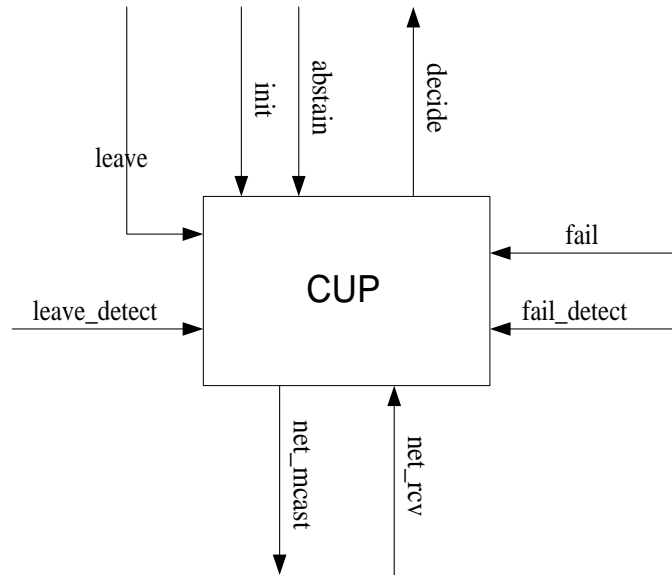 init
abstain
decide
leave
fail
CUP
leave_detect
fail_detect
net_mcast
net_rcv